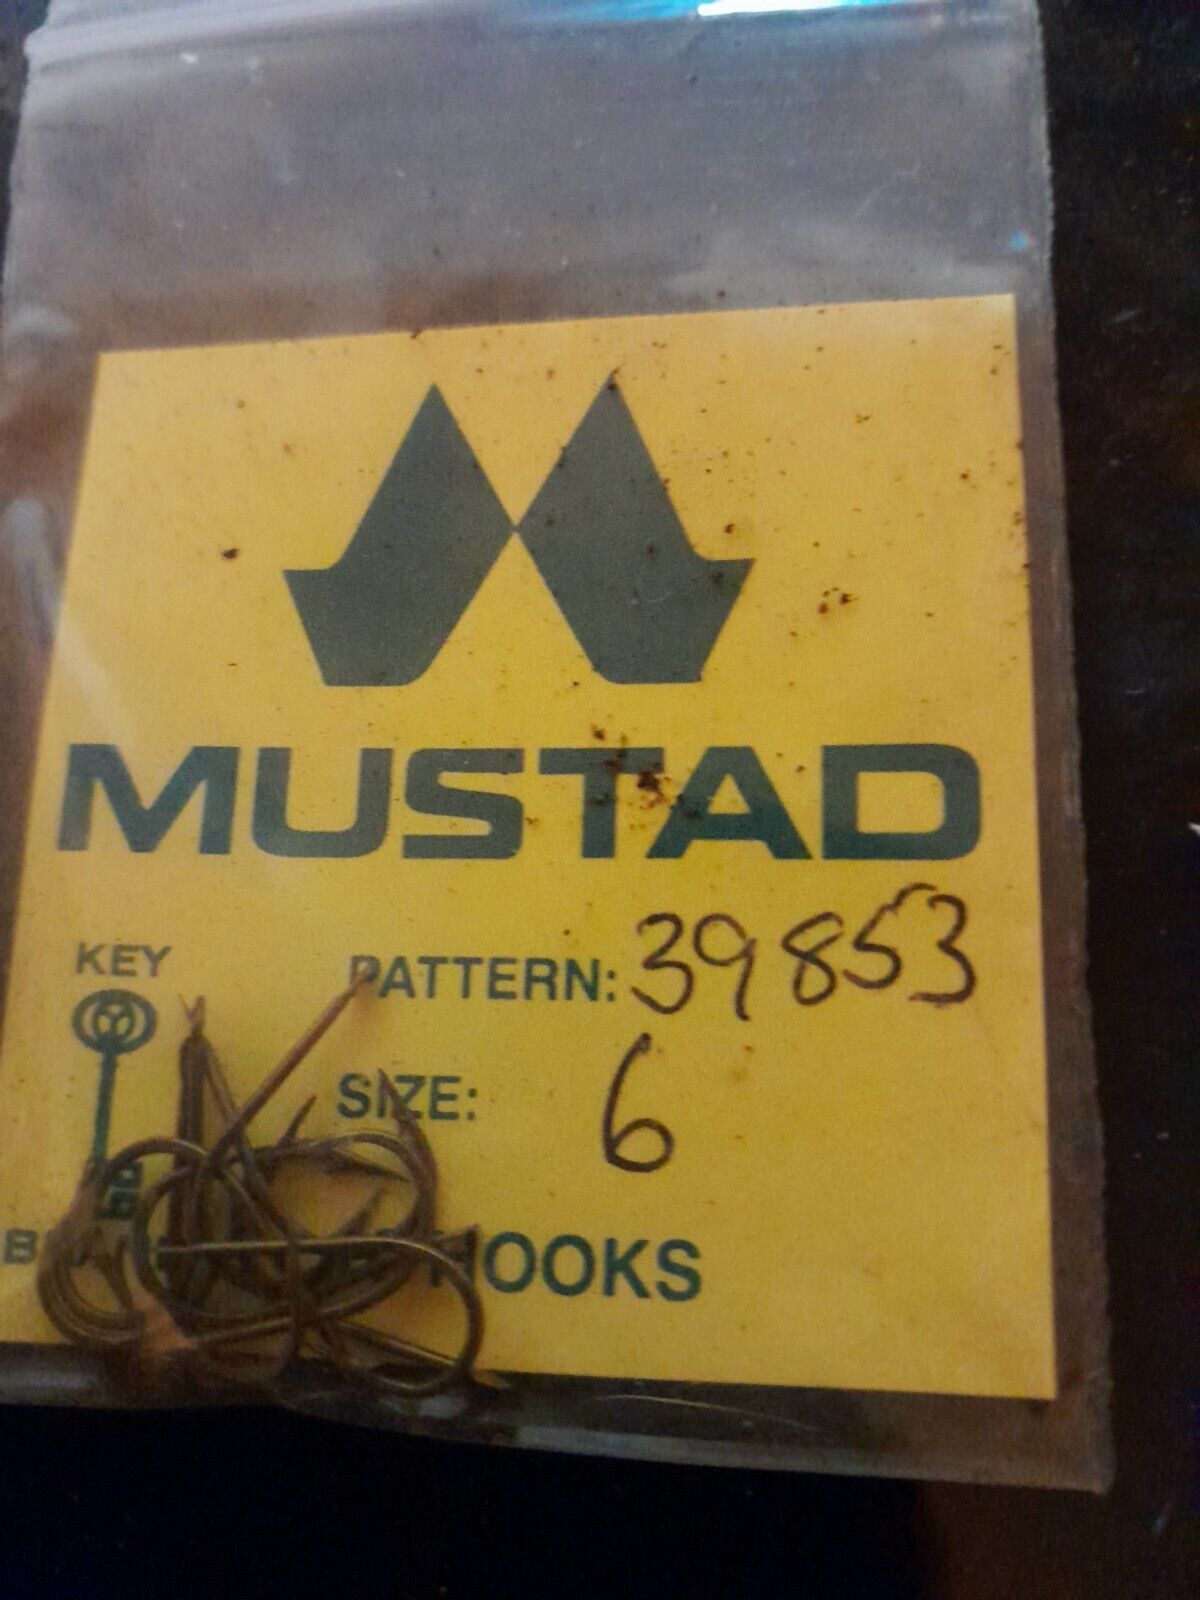 MUSTAD
KEY
PATTERN: 39853
SIZE: 6
HOOKS